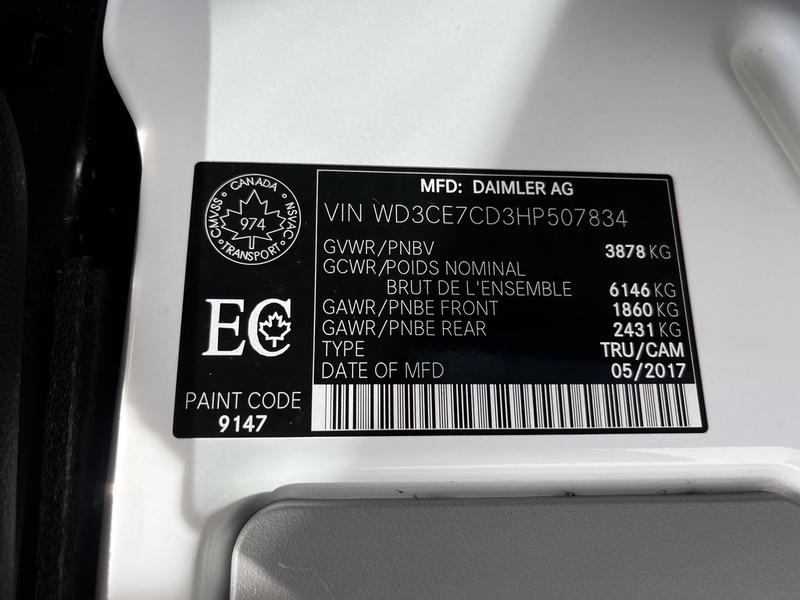 CANADA
CMVSS
974
NSVAC
TRANSPORT
EC
PAINT CODE
9147
MFD: DAIMLER AG
VIN WD3CE7CD3HP507834
GVWR/PNBV 3878 KG
GCWR/POIDS NOMINAL
BRUT DE L'ENSEMBLE 6146 KG
GAWR/PNBE FRONT 1860 KG
GAWR/PNBE REAR 2431 KG
TYPE TRU/CAM
DATE OF MFD 05/2017